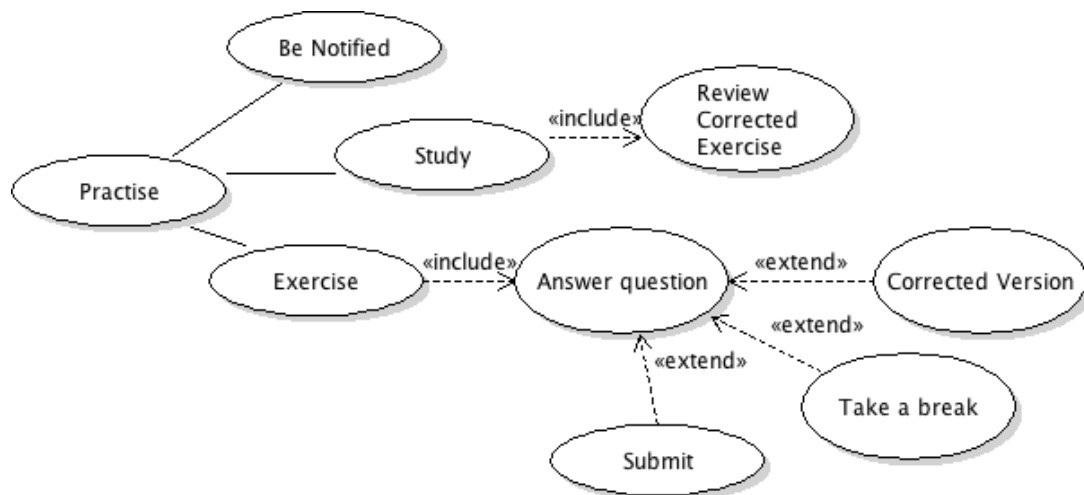 Be Notified
«include»
Review
Corrected
Exercise
Study
Practise
«include»
Exercise
Answer question
«extend»
Corrected Version
«extend»
«extend»
Take a break
Submit